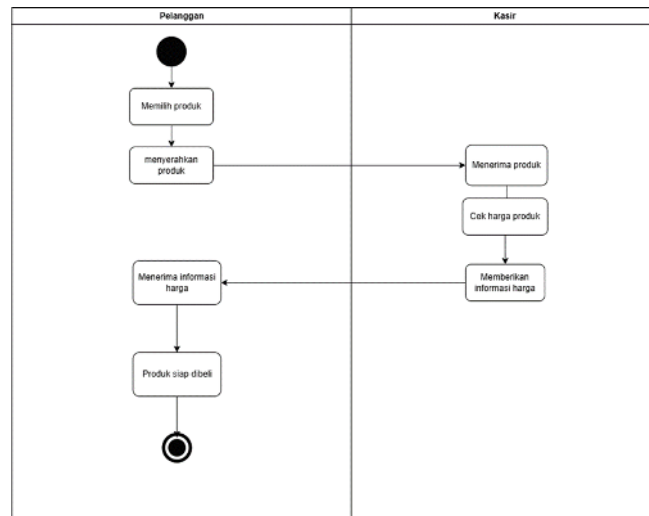 Pelanggan
Kasir
Memilih produk
menyerahkan
produk
Menerima produk
Cek harga produk
Memberikan
informasi harga
Menerima informasi
harga
Produk siap dibeli